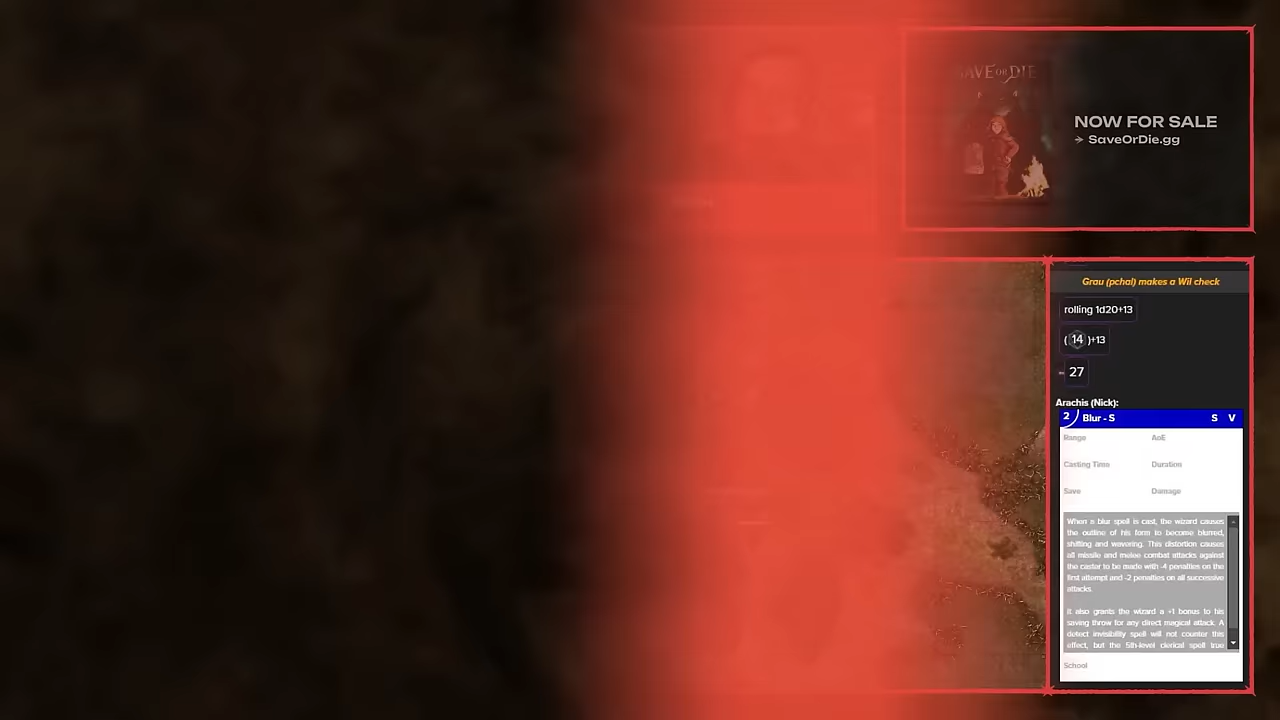 SAVE OR DIE
NOW FOR SALE
→ SaveOrDie.gg
Grau (pchal) makes a Wil check
rolling 1d20+13
( 14 )+13
= 27
Arachis (Nick):
2 Blur - S S V
Range AoE
Casting Time Duration
Save Damage
When a blur spell is cast, the wizard causes
the outline of his form to become blurred,
shifting and wavering. This distortion causes
all missile and melee combat attacks against
the caster to be made with -4 penalties on the
first attempt and -2 penalties on all successive
attacks.
It also grants the wizard a +1 bonus to his
saving throw for any direct magical attack. A
detect invisibility spell will not counter this
effect, but the 5th-level clerical spell true
School